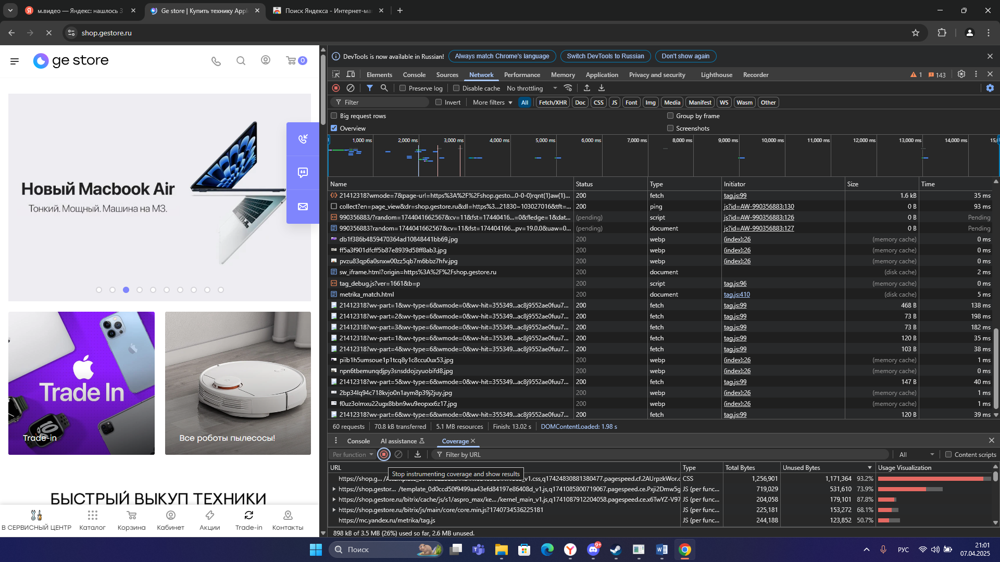 м.видео — Яндекс: нашлось 3
Ge store | Купить технику Appl
Поиск Яндекса - Интернет-ма
shop.gestore.ru
ge store
0
Новый Macbook Air
Тонкий. Мощный. Машина на М3.
Trade In
Trade-in
Все роботы пылесосы!
БЫСТРЫЙ ВЫКУП ТЕХНИКИ
В СЕРВИСНЫЙ ЦЕНТР Каталог Корзина Кабинет Акции Trade-in Контакты
DevTools is now available in Russian! Always match Chrome's language Switch DevTools to Russian Don't show again
Elements Console Sources Network Performance Memory Application Privacy and security Lighthouse Recorder 1 143
Preserve log Disable cache No throttling
Filter Invert More filters All Fetch/XHR Doc CSS JS Font Img Media Manifest WS Wasm Other
Big request rows Group by frame
Overview Screenshots
1,000 ms 2,000 ms 3,000 ms 4,000 ms 5,000 ms 6,000 ms 7,000 ms 8,000 ms 9,000 ms 10,000 ms 11,000 ms 12,000 ms 13,000 ms 14,000 ms 15,
Name Status Type Initiator Size Time
21412318?wmode=7&page-url=https%3A%2F%2Fshop.gesto...0-0-0)rqnt(1)aw(1)... 200 fetch tag.js:99 1.6 kB 35 ms
collect?en=page_view&dr=shop.gestore.ru&dl=https%3...21830~103027016&tft=... 200 ping js?id=AW-990356883:130 0 B 93 ms
990356883/?random=1744041662567&cv=11&fst=17440416...=0&fledge=1&dat... (pending) script js?id=AW-990356883:126 0 B Pending
990356883?random=1744041662567&cv=11&fst=174404166...pv=19.0.0&uaw=0... (pending) document js?id=AW-990356883:127 0 B Pending
db1f386b4859470364ad10848441bb69.jpg 200 webp (index):26 (memory cache) 0 ms
ff5a3f901dfcff5b87e8939d58ff8ab3.jpg 200 webp (index):26 (memory cache) 0 ms
pvzu83qp6a0snxw00zz5qb7m6bbz7hfv.jpg 200 webp (index):26 (memory cache) 0 ms
sw_iframe.html?origin=https%3A%2F%2Fshop.gestore.ru 200 document (disk cache) 2 ms
tag_debug.js?ver=1661&b=p 200 script tag.js:96 (memory cache) 0 ms
metrika_match.html 200 document tag.js:410 (disk cache) 5 ms
21412318?wv-part=1&wv-type=6&wmode=0&wv-hit=355349...ac8j9552ae0fuu7... 200 fetch tag.js:99 468 B 138 ms
21412318?wv-part=2&wv-type=6&wmode=0&wv-hit=355349...ac8j9552ae0fuu7... 200 fetch tag.js:99 73 B 198 ms
21412318?wv-part=3&wv-type=6&wmode=0&wv-hit=355349...ac8j9552ae0fuu7... 200 fetch tag.js:99 73 B 182 ms
21412318?wv-part=1&wv-type=6&wmode=0&wv-hit=355349...ac8j9552ae0fuu7... 200 fetch tag.js:99 120 B 35 ms
21412318?wv-part=4&wv-type=6&wmode=0&wv-hit=355349...ac8j9552ae0fuu7... 200 fetch tag.js:99 103 B 38 ms
piib1h5umsoue1p1tcq8y1c8ccu0ux53.jpg 200 webp (index):26 (memory cache) 1 ms
npn6tbemunqdjpy3snsddojzyuobifd8.jpg 200 webp (index):26 (memory cache) 0 ms
21412318?wv-part=5&wv-type=6&wmode=0&wv-hit=355349...ac8j9552ae0fuu7... 200 fetch tag.js:99 147 B 40 ms
2bp34lq94c718kvjo0n1aym8p39j2juy.jpg 200 webp (index):26 (memory cache) 1 ms
f0uz3olmxu22ugx8bbn9wu9eopxx6z17.jpg 200 webp (index):26 (memory cache) 1 ms
21412318?wv-part=6&wv-type=6&wmode=0&wv-hit=355349...ac8j9552ae0fuu7... 200 fetch tag.js:99 120 B 39 ms
60 requests 70.8 kB transferred 5.1 MB resources Finish: 13.02 s DOMContentLoaded: 1.98 s
Console AI assistance Coverage
Per function Filter by URL All Content scripts
URL Type Total Bytes Unused Bytes Usage Visualization
Stop instrumenting coverage and show results
https://shop.g... _v1.css,q17424830881380477.pagespeed.cf.2AUrpzkWor.c CSS 1,256,901 1,171,364 93.2%
https://shop.gestor... /template_0d0ccd50f9499aa43efd84197e86408d_v1.js,q1741085800719067.pagespeed.ce.Pxji2Dmw5g JS (per func... 719,029 531,610 73.9%
https://shop.gestore.ru/bitrix/cache/js/s1/aspro_max/ke... /kernel_main_v1.js,q1741087912204058.pagespeed.ce.x6TwYZ-V97 JS (per func... 204,058 179,101 87.8%
https://shop.gestore.ru/bitrix/js/main/core/core.min.js?1740734536225181 JS (per func... 225,181 153,272 68.1%
https://mc.yandex.ru/metrika/tag.js JS (per func... 244,188 123,852 50.7%
898 kB of 3.5 MB (26%) used so far, 2.6 MB unused.
Поиск 9+ РУС 21:01
07.04.2025